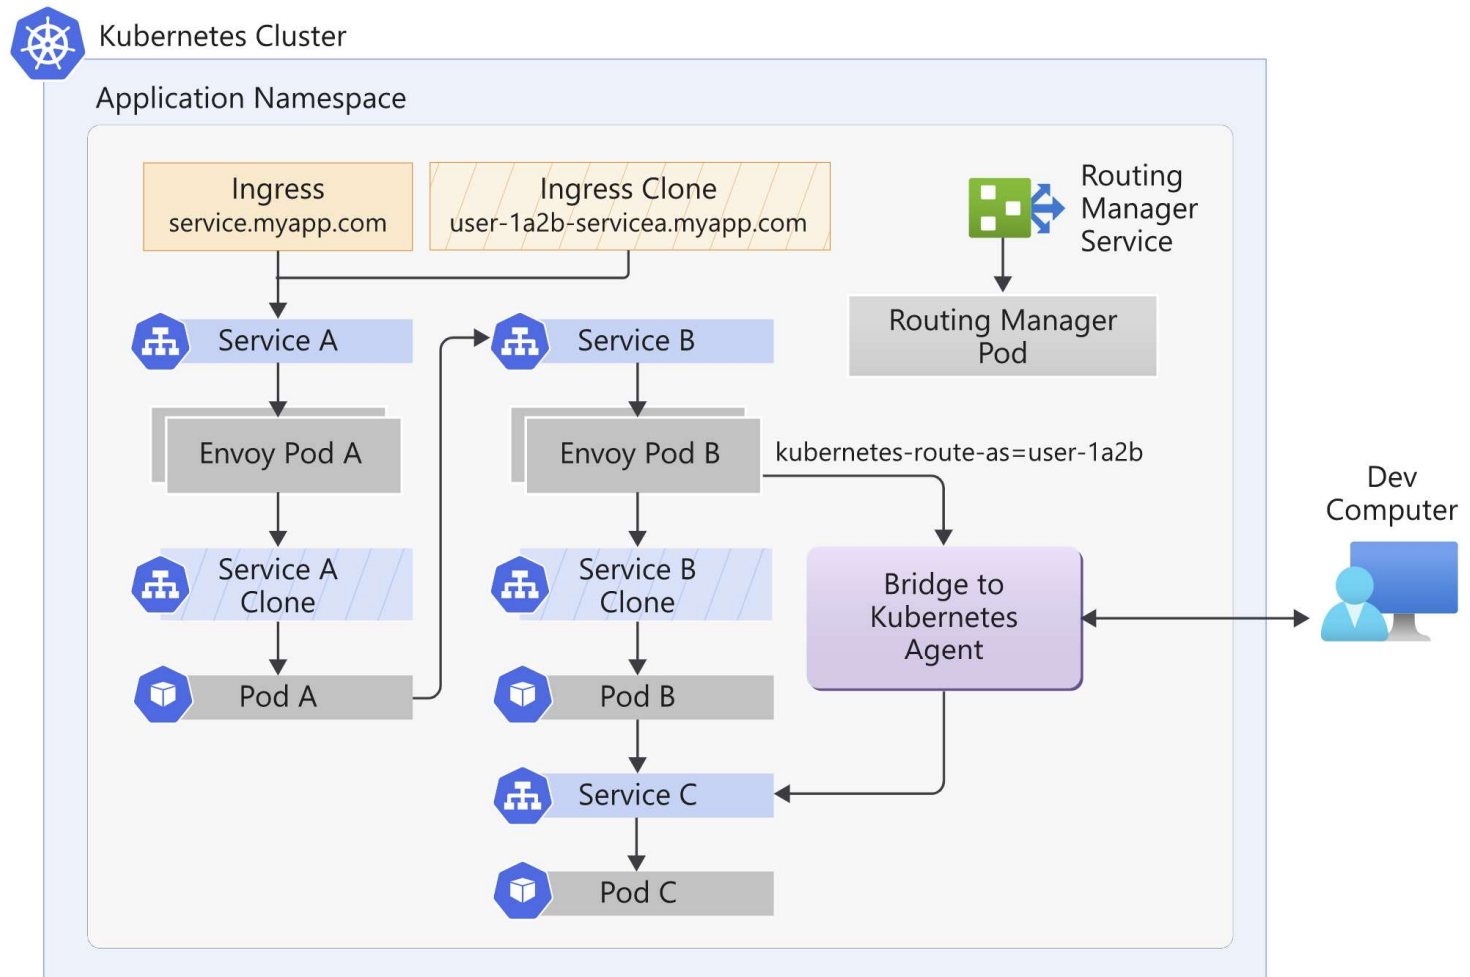 Kubernetes Cluster
Application Namespace
Ingress
service.myapp.com
Ingress Clone
user-1a2b-servicea.myapp.com
Routing
Manager
Service
Service A
Service B
Routing Manager
Pod
Envoy Pod A
Envoy Pod B
kubernetes-route-as=user-1a2b
Dev
Computer
Service A
Clone
Service B
Clone
Bridge to
Kubernetes
Agent
Pod A
Pod B
Service C
Pod C